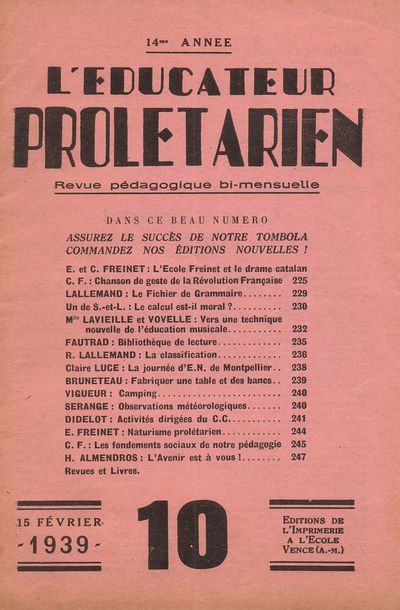 14me ANNEE
L'EDUCATEUR
PROLETARIEN
Revue pédagogique bi-mensuelle
DANS CE BEAU NUMERO
ASSUREZ LE SUCCÈS DE NOTRE TOMBOLA
COMMANDEZ NOS ÉDITIONS NOUVELLES !
E. et C. FREINET : L'Ecole Freinet et le drame catalan
C. F. : Chanson de geste de la Révolution Française 225
LALLEMAND : Le Fichier de Grammaire........ 229
Un de S.-et-L. : Le calcul est-il moral ?.......... 230
Mlle LAVIEILLE et VOVELLE : Vers une technique
nouvelle de l'éducation musicale.......... 232
FAUTRAD : Bibliothèque de lecture............ 235
R. LALLEMAND : La classification.............. 236
Claire LUCE : La journée d'E.N. de Montpellier.. 238
BRUNETEAU : Fabriquer une table et des bancs.. 239
VIGUEUR : Camping.......................... 240
SERANGE : Observations météorologiques........ 240
DIDELOT : Activités dirigées du C.C............. 241
E. FREINET : Naturisme prolétarien............ 244
C. F. : Les fondements sociaux de notre pédagogie 245
H. ALMENDROS : L'Avenir est à vous !........ 247
Revues et Livres.
15 FÉVRIER
- 1939 -
10
EDITIONS DE
L'IMPRIMERIE
A L'ECOLE
VENCE (A.-M.)